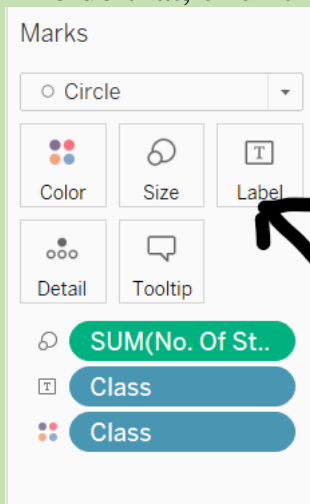 Marks
Circle
Color Size Label
Detail Tooltip
SUM(No. Of St..
T Class
Class